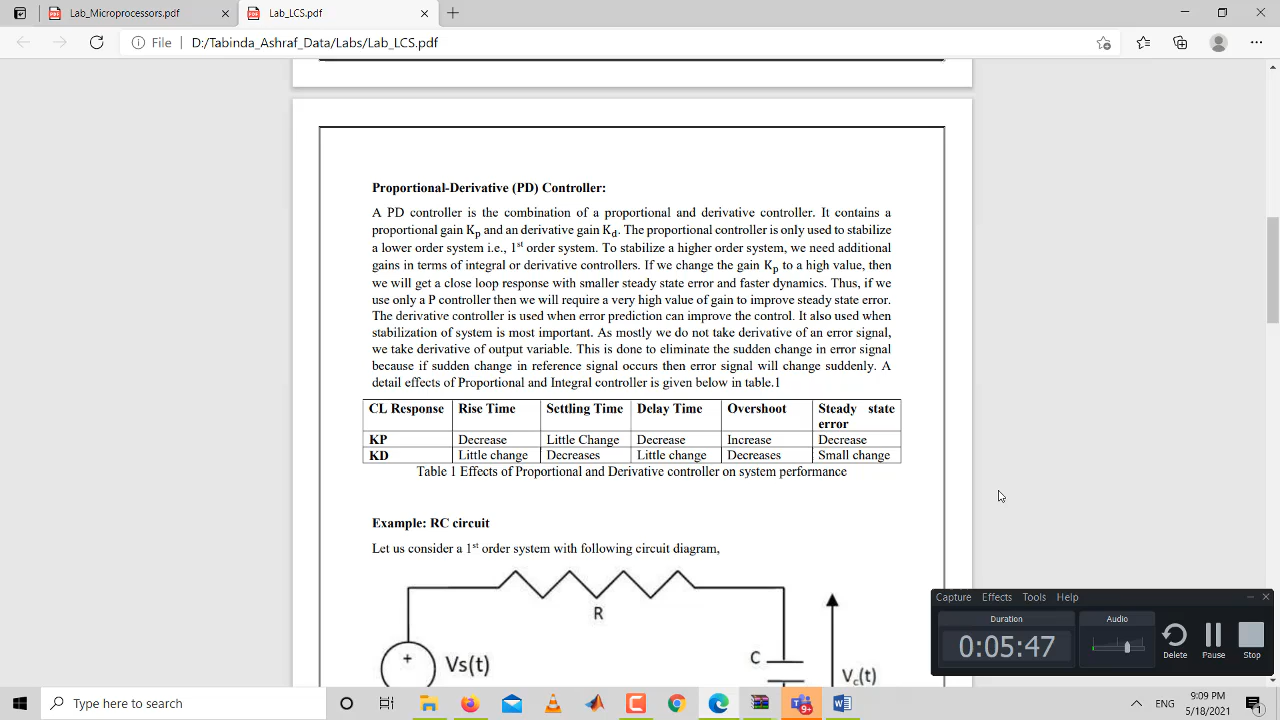 Lab_Microprocessors.pdf
Lab_LCS.pdf
File
D:/Tabinda_Ashraf_Data/Labs/Lab_LCS.pdf
Proportional-Derivative (PD) Controller:
A PD controller is the combination of a proportional and derivative controller. It contains a
proportional gain Kp and an derivative gain Kd. The proportional controller is only used to stabilize
a lower order system i.e., 1st order system. To stabilize a higher order system, we need additional
gains in terms of integral or derivative controllers. If we change the gain Kp to a high value, then
we will get a close loop response with smaller steady state error and faster dynamics. Thus, if we
use only a P controller then we will require a very high value of gain to improve steady state error.
The derivative controller is used when error prediction can improve the control. It also used when
stabilization of system is most important. As mostly we do not take derivative of an error signal,
we take derivative of output variable. This is done to eliminate the sudden change in error signal
because if sudden change in reference signal occurs then error signal will change suddenly. A
detail effects of Proportional and Integral controller is given below in table.1
CL Response Rise Time Settling Time Delay Time Overshoot Steady state
error
KP Decrease Little Change Decrease Increase Decrease
KD Little change Decreases Little change Decreases Small change
Table 1 Effects of Proportional and Derivative controller on system performance
Example: RC circuit
Let us consider a 1st order system with following circuit diagram,
R
+
Vs(t)
C
Vc(t)
Capture Effects Tools Help
Duration
0:05:47
Audio
Delete
Pause
Stop
Type here to search
9+
ENG
9:09 PM
5/18/2021
1